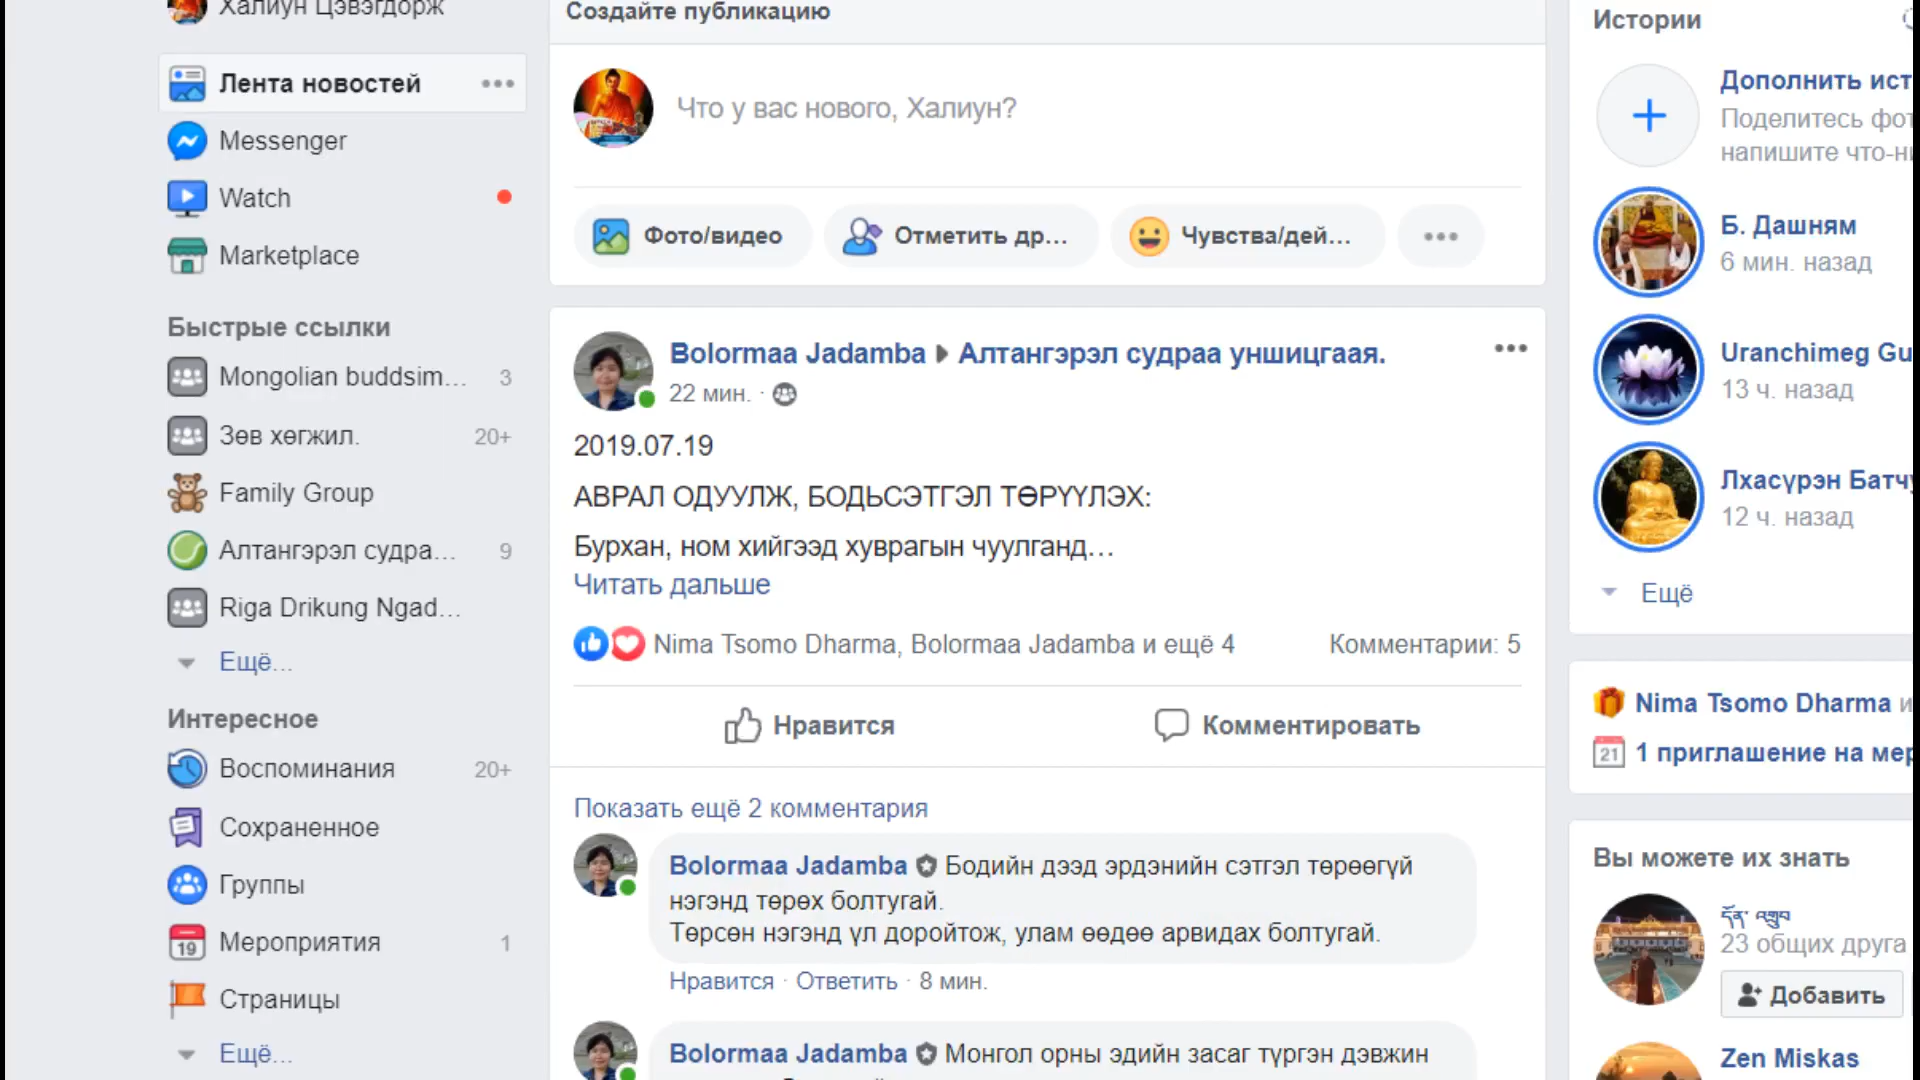 Халиун Цэвэгдорж
Лента новостей
Messenger
Watch
Marketplace
Быстрые ссылки
Mongolian buddsim... 3
Зөв хөгжил. 20+
Family Group
Алтангэрэл судра... 9
Riga Drikung Ngad...
Ещё...
Интересное
Воспоминания 20+
Сохраненное
Группы
19
Мероприятия 1
Страницы
Ещё...
Создайте публикацию
Что у вас нового, Халиун?
Фото/видео
Отметить др...
Чувства/дей...
Bolormaa Jadamba Алтангэрэл судраа уншицгаая.
22 мин. ·
2019.07.19
АВРАЛ ОДУУЛЖ, БОДЬСЭТГЭЛ ТӨРҮҮЛЭХ:
Бурхан, ном хийгээд хуврагын чуулганд...
Читать дальше
Nima Tsomo Dharma, Bolormaa Jadamba и ещё 4 Комментарии: 5
Нравится Комментировать
Показать ещё 2 комментария
Bolormaa Jadamba Бодийн дээд эрдэнийн сэтгэл төрөөгүй
нэгэнд төрөх болтугай.
Төрсөн нэгэнд үл доройтож, улам өөдөө арвидах болтугай.
Нравится · Ответить · 8 мин.
Bolormaa Jadamba Монгол орны эдийн засаг түргэн дэвжин
Истории
Дополнить ист
Поделитесь фот
напишите что-ни
Б. Дашням
6 мин. назад
Uranchimeg Gu
13 ч. назад
Лхасүрэн Батчу
12 ч. назад
Ещё
Nima Tsomo Dharma и
21
1 приглашение на мер
Вы можете их знать
དོན་ འགྲུབ
23 общих друга
Добавить
Zen Miskas